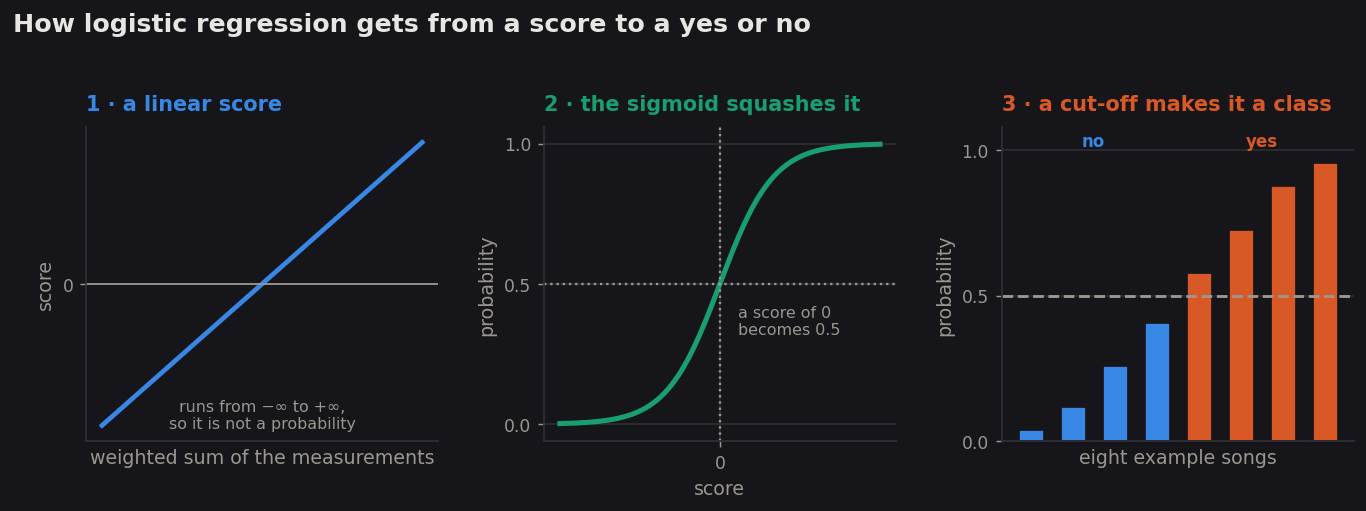 How logistic regression gets from a score to a yes or no
1 · a linear score
score
0
runs from −∞ to +∞,
so it is not a probability
weighted sum of the measurements
2 · the sigmoid squashes it
probability
1.0
0.5
0.0
a score of 0
becomes 0.5
0
score
3 · a cut-off makes it a class
probability
no
yes
1.0
0.5
0.0
eight example songs